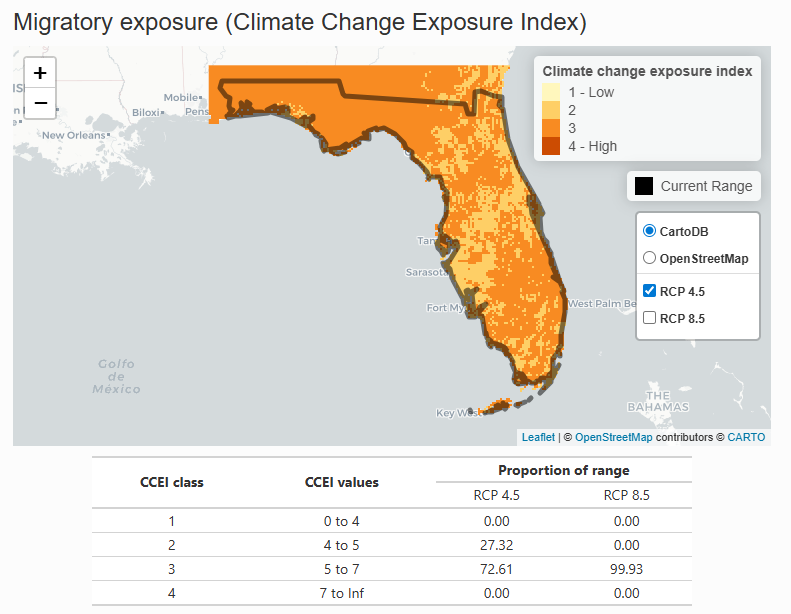 Migratory exposure (Climate Change Exposure Index)
+
−
Climate change exposure index
1 - Low
2
3
4 - High
Current Range
CartoDB
OpenStreetMap
RCP 4.5
RCP 8.5
Mobile
Biloxi
Pens
New Orleans
Tam
Sarasota
Fort My
West Palm Be
Key Wes
Golfo
de
México
THE
BAHAMAS
Leaflet | © OpenStreetMap contributors © CARTO
CCEI class CCEI values Proportion of range
RCP 4.5 RCP 8.5
1 0 to 4 0.00 0.00
2 4 to 5 27.32 0.00
3 5 to 7 72.61 99.93
4 7 to Inf 0.00 0.00